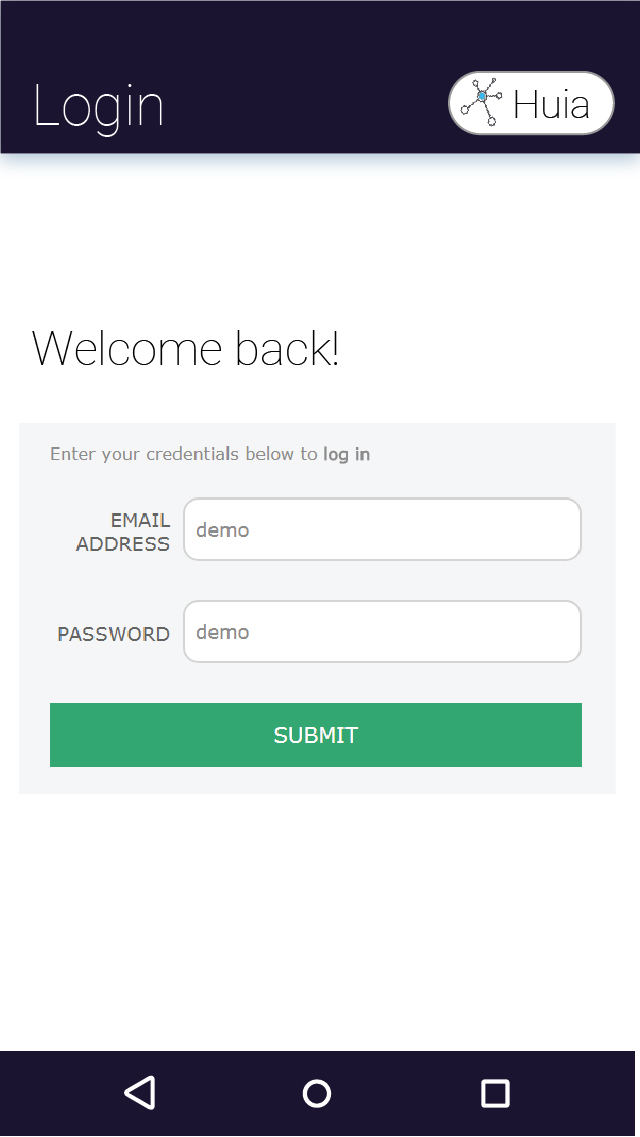 Login
Huia
Welcome back!
Enter your credentials below to log in
EMAIL
ADDRESS
demo
PASSWORD
demo
SUBMIT